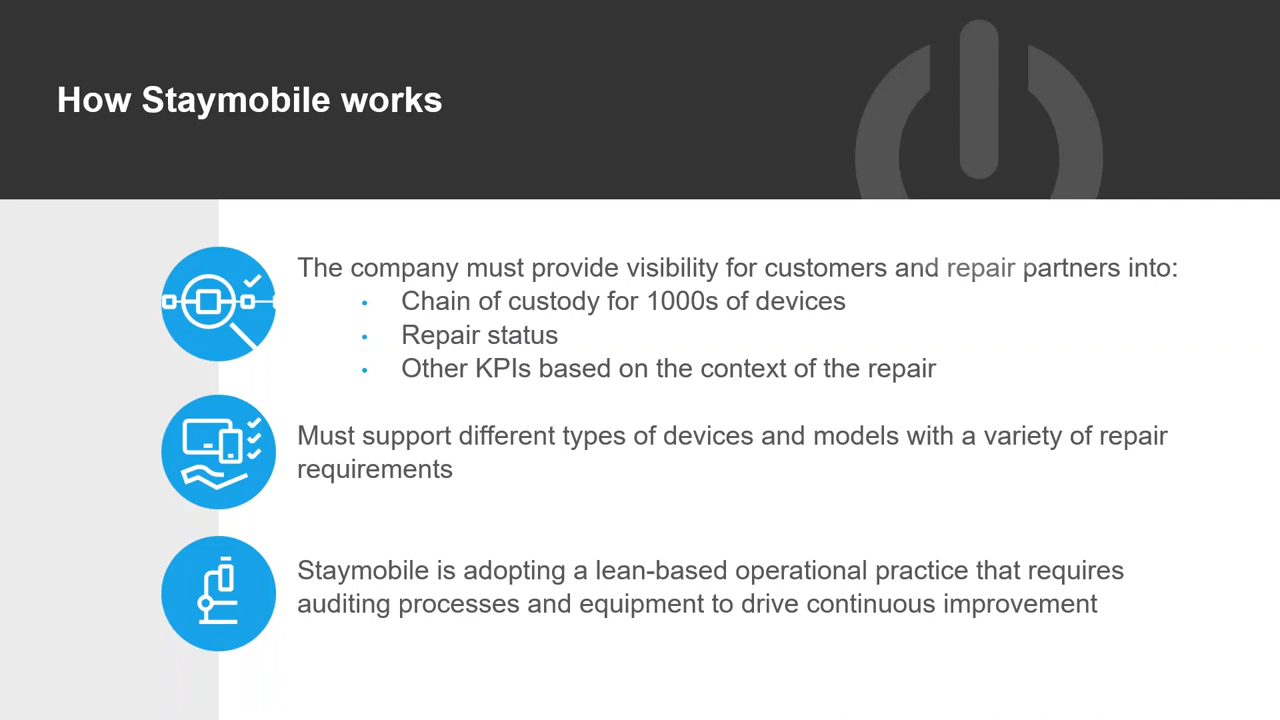 How Staymobile works
The company must provide visibility for customers and repair partners into:
• Chain of custody for 1000s of devices
• Repair status
• Other KPIs based on the context of the repair
Must support different types of devices and models with a variety of repair
requirements
Staymobile is adopting a lean-based operational practice that requires
auditing processes and equipment to drive continuous improvement